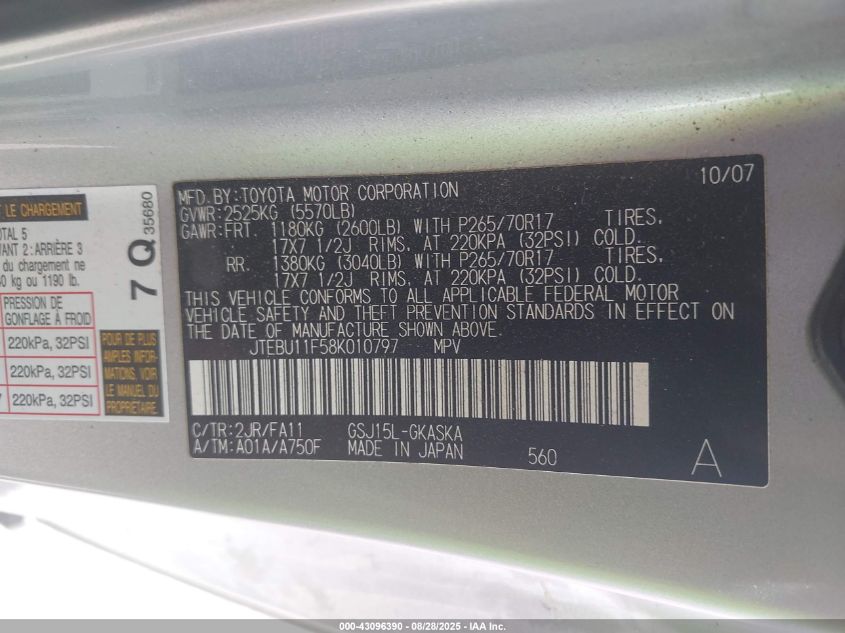 T LE CHARGEMENT
OTAL 5
VANT 2: ARRIÈRE 3
du chargement ne
0 kg ou 1190 lb.
PRESSION DE
GONFLAGE À FROID
220kPa, 32PSI
220kPa, 32PSI
7 220kPa, 32PSI
POUR DE PLUS
AMPLES INFOR-
MATIONS, VOIR
LE MANUEL DU
PROPRIÉTAIRE
7 Q 35680
10/07
MFD.BY:TOYOTA MOTOR CORPORATION
GVWR:2525KG (5570LB)
GAWR:FRT. 1180KG (2600LB) WITH P265/70R17 TIRES,
17X7 1/2J RIMS, AT 220KPA (32PSI) COLD.
RR. 1380KG (3040LB) WITH P265/70R17 TIRES,
17X7 1/2J RIMS, AT 220KPA (32PSI) COLD.
THIS VEHICLE CONFORMS TO ALL APPLICABLE FEDERAL MOTOR
VEHICLE SAFETY AND THEFT PREVENTION STANDARDS IN EFFECT ON
THE DATE OF MANUFACTURE SHOWN ABOVE.
JTEBU11F58K010797 MPV
C/TR:2JR/FA11 GSJ15L-GKASKA
A/TM:A01A/A750F MADE IN JAPAN 560 A
000-43096390 - 08/28/2025 - IAA Inc.